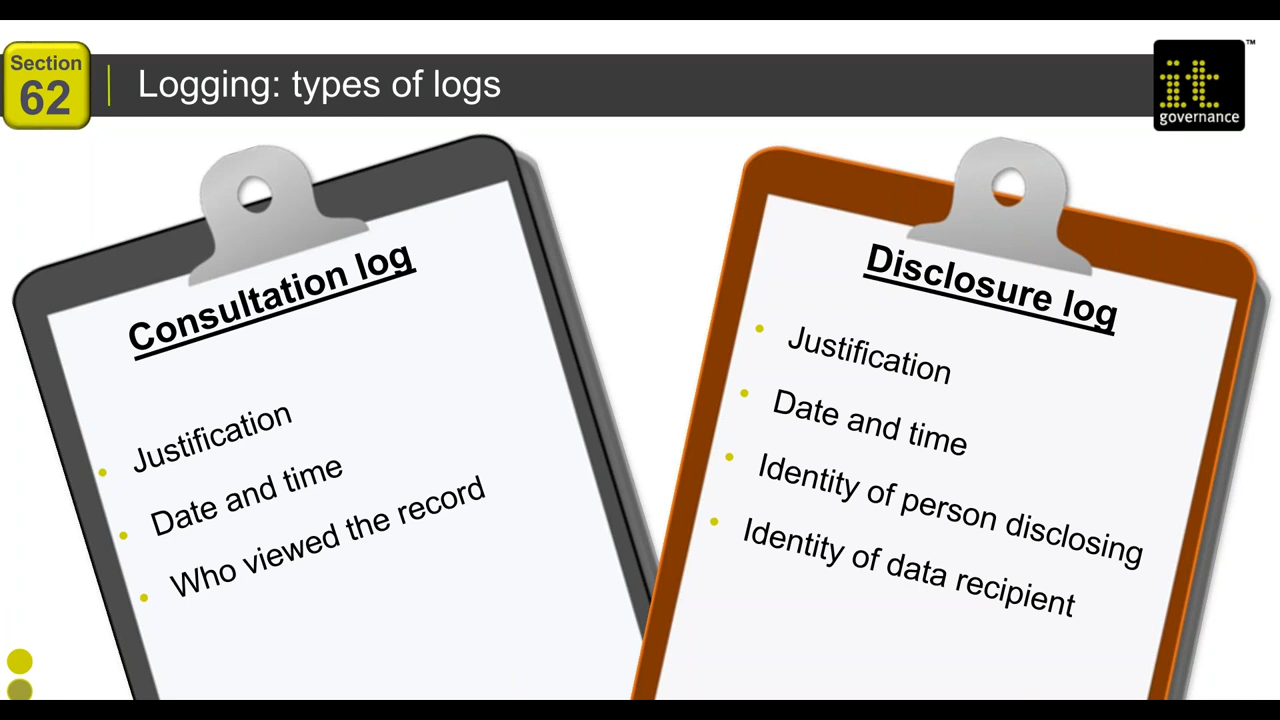 Section
62
Logging: types of logs
it
governance
™
Consultation log
Justification
Date and time
Who viewed the record
Disclosure log
Justification
Date and time
Identity of person disclosing
Identity of data recipient